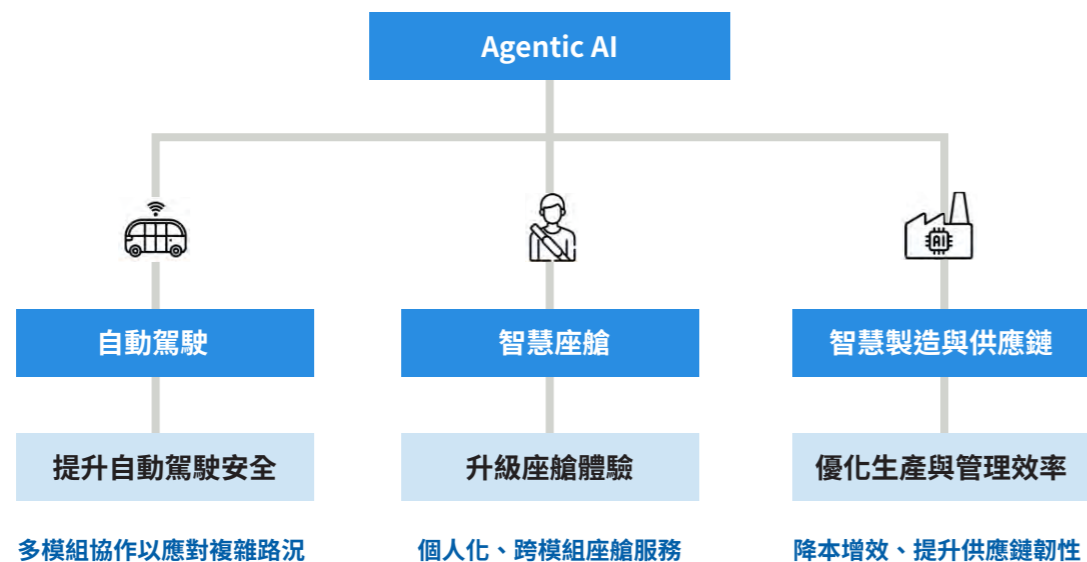 Agentic AI
AI
自動駕駛
智慧座艙
智慧製造與供應鏈
提升自動駕駛安全
升級座艙體驗
優化生產與管理效率
多模組協作以應對複雜路況
個人化、跨模組座艙服務
降本增效、提升供應鏈韌性